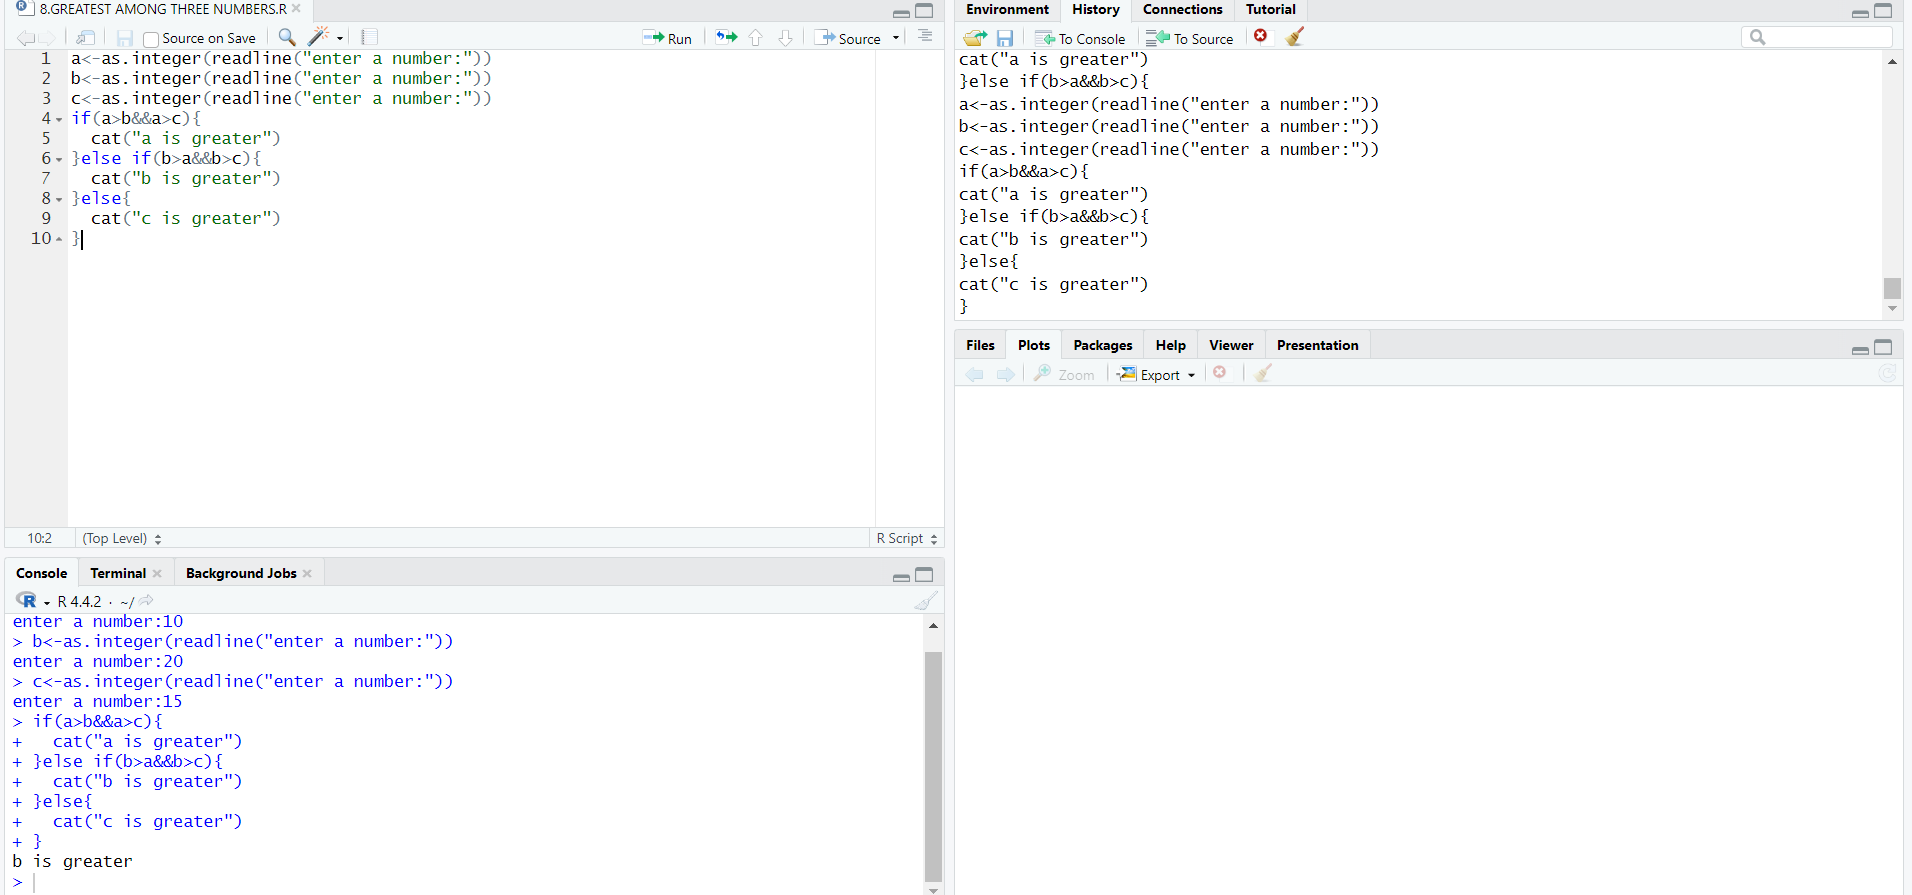 8.GREATEST AMONG THREE NUMBERS.R
Source on Save
Run
Source
1 a<-as.integer(readline("enter a number:"))
2 b<-as.integer(readline("enter a number:"))
3 c<-as.integer(readline("enter a number:"))
4 if(a>b&&a>c){
5   cat("a is greater")
6 }else if(b>a&&b>c){
7   cat("b is greater")
8 }else{
9   cat("c is greater")
10 }
10:2 (Top Level) R Script
Console Terminal Background Jobs
R R 4.4.2 · ~/
enter a number:10
> b<-as.integer(readline("enter a number:"))
enter a number:20
> c<-as.integer(readline("enter a number:"))
enter a number:15
> if(a>b&&a>c){
+   cat("a is greater")
+ }else if(b>a&&b>c){
+   cat("b is greater")
+ }else{
+   cat("c is greater")
+ }
b is greater
>
Environment History Connections Tutorial
To Console To Source
cat("a is greater")
}else if(b>a&&b>c){
a<-as.integer(readline("enter a number:"))
b<-as.integer(readline("enter a number:"))
c<-as.integer(readline("enter a number:"))
if(a>b&&a>c){
cat("a is greater")
}else if(b>a&&b>c){
cat("b is greater")
}else{
cat("c is greater")
}
Files Plots Packages Help Viewer Presentation
Zoom Export